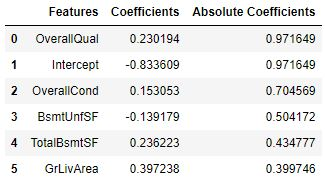 Features Coefficients Absolute Coefficients
0 OverallQual 0.230194 0.971649
1 Intercept -0.833609 0.971649
2 OverallCond 0.153053 0.704569
3 BsmtUnfSF -0.139179 0.504172
4 TotalBsmtSF 0.236223 0.434777
5 GrLivArea 0.397238 0.399746